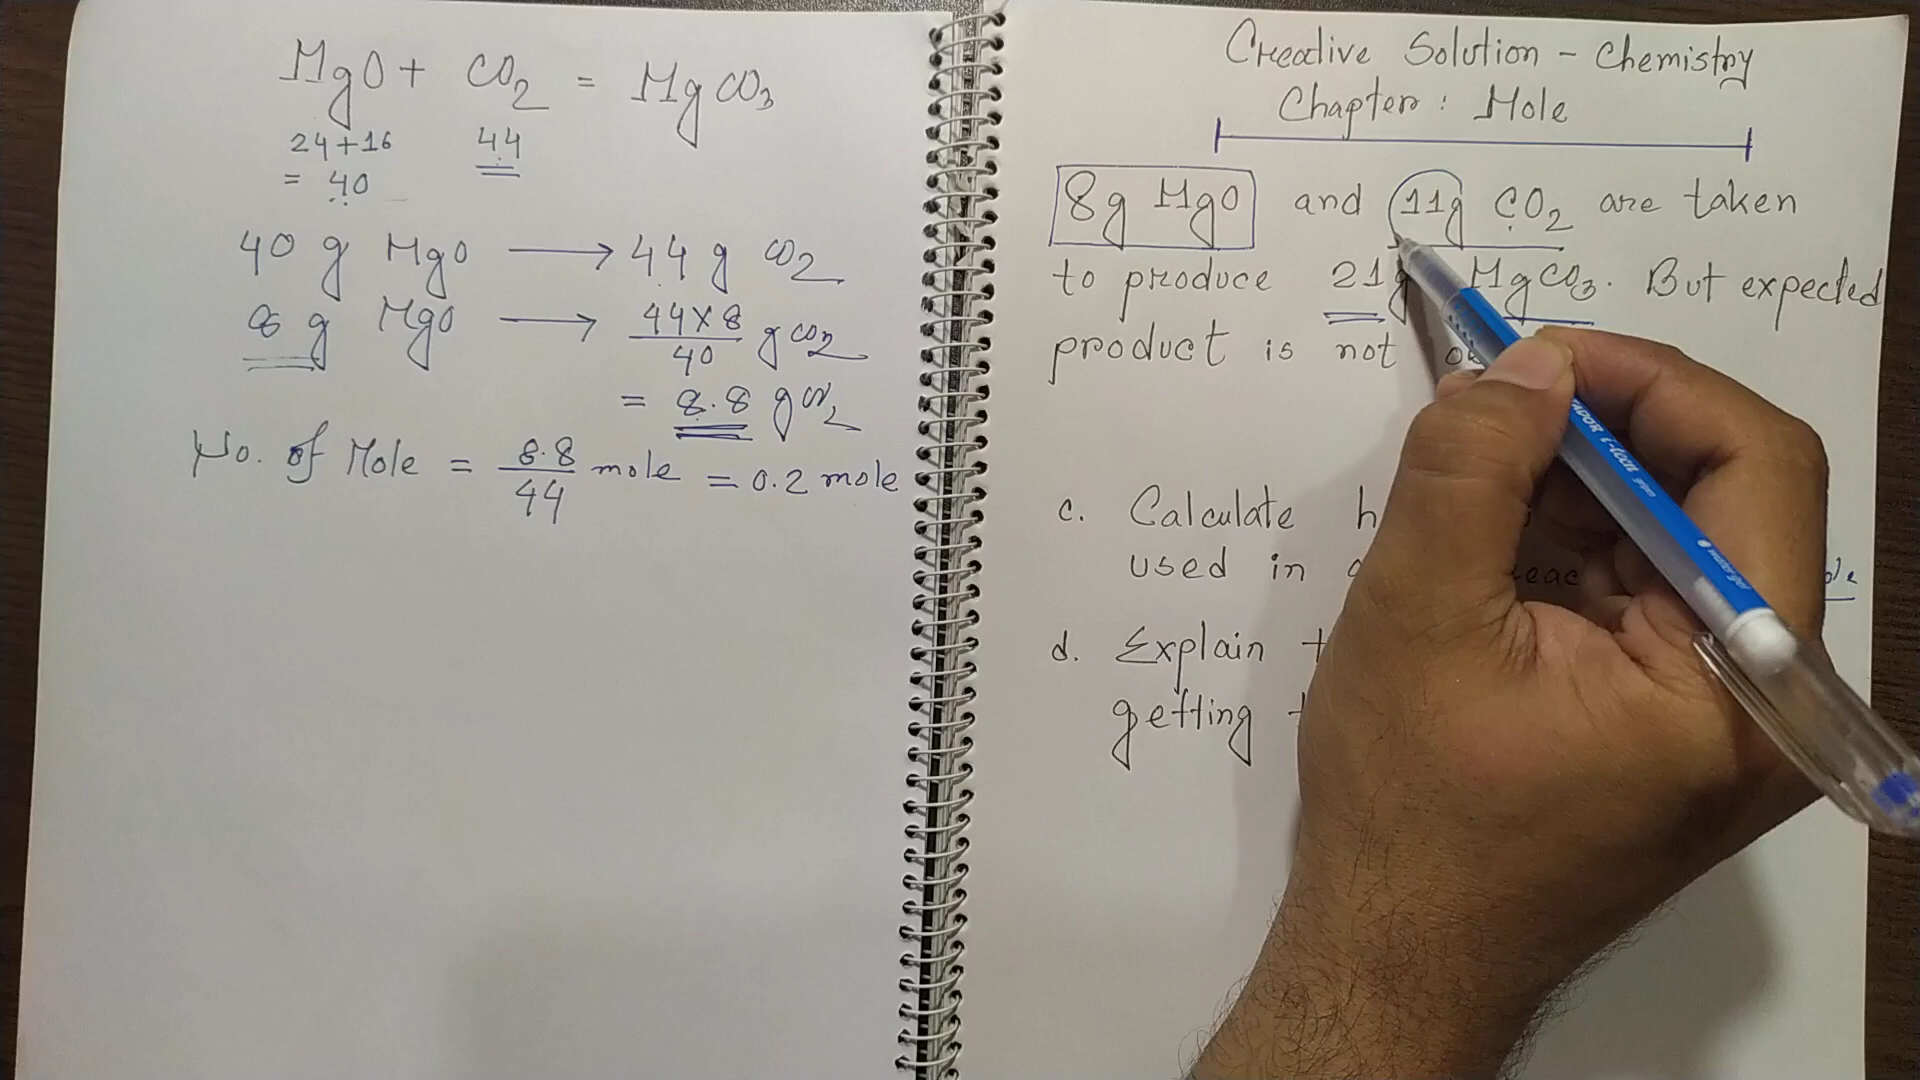 MgO + CO2 = MgCO3
24+16 44
= 40
40 g MgO → 44 g CO2
8 g MgO → 44×8/40 g CO2
= 8.8 g CO2
No. of Mole = 8.8/44 mole = 0.2 mole
Creative Solution - Chemistry
Chapter: Mole
8g MgO and 11g CO2 are taken
to produce 21g MgCO3. But expected
product is not
c. Calculate
used in
d. Explain
getting
MATADOR i-teen